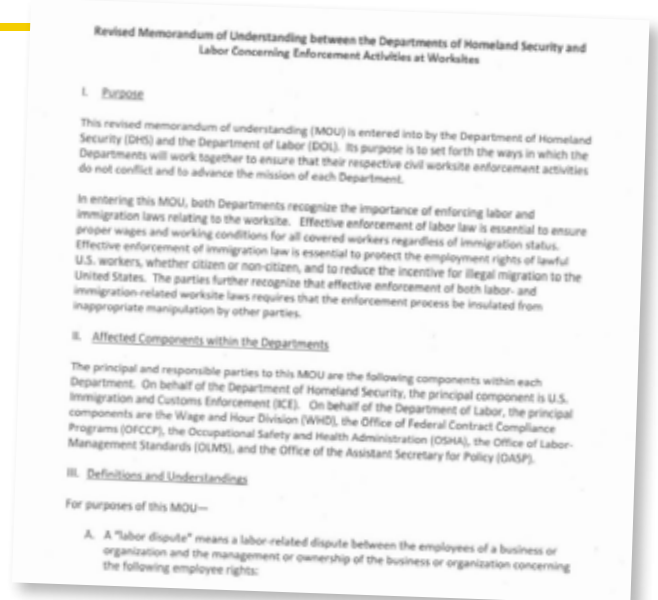 Revised Memorandum of Understanding between the Departments of Homeland Security and
Labor Concerning Enforcement Activities at Worksites
I. Purpose
This revised memorandum of understanding (MOU) is entered into by the Department of Homeland
Security (DHS) and the Department of Labor (DOL). Its purpose is to set forth the ways in which the
Departments will work together to ensure that their respective civil worksite enforcement activities
do not conflict and to advance the mission of each Department.
In entering this MOU, both Departments recognize the importance of enforcing labor and
immigration laws relating to the worksite. Effective enforcement of labor law is essential to ensure
proper wages and working conditions for all covered workers regardless of immigration status.
Effective enforcement of immigration law is essential to protect the employment rights of lawful
U.S. workers, whether citizen or non-citizen, and to reduce the incentive for illegal migration to the
United States. The parties further recognize that effective enforcement of both labor- and
immigration-related worksite laws requires that the enforcement process be insulated from
inappropriate manipulation by other parties.
II. Affected Components within the Departments
The principal and responsible parties to this MOU are the following components within each
Department. On behalf of the Department of Homeland Security, the principal component is U.S.
Immigration and Customs Enforcement (ICE). On behalf of the Department of Labor, the principal
components are the Wage and Hour Division (WHD), the Office of Federal Contract Compliance
Programs (OFCCP), the Occupational Safety and Health Administration (OSHA), the Office of Labor-
Management Standards (OLMS), and the Office of the Assistant Secretary for Policy (OASP).
III. Definitions and Understandings
For purposes of this MOU—
A. A "labor dispute" means a labor-related dispute between the employees of a business or
organization and the management or ownership of the business or organization concerning
the following employee rights: